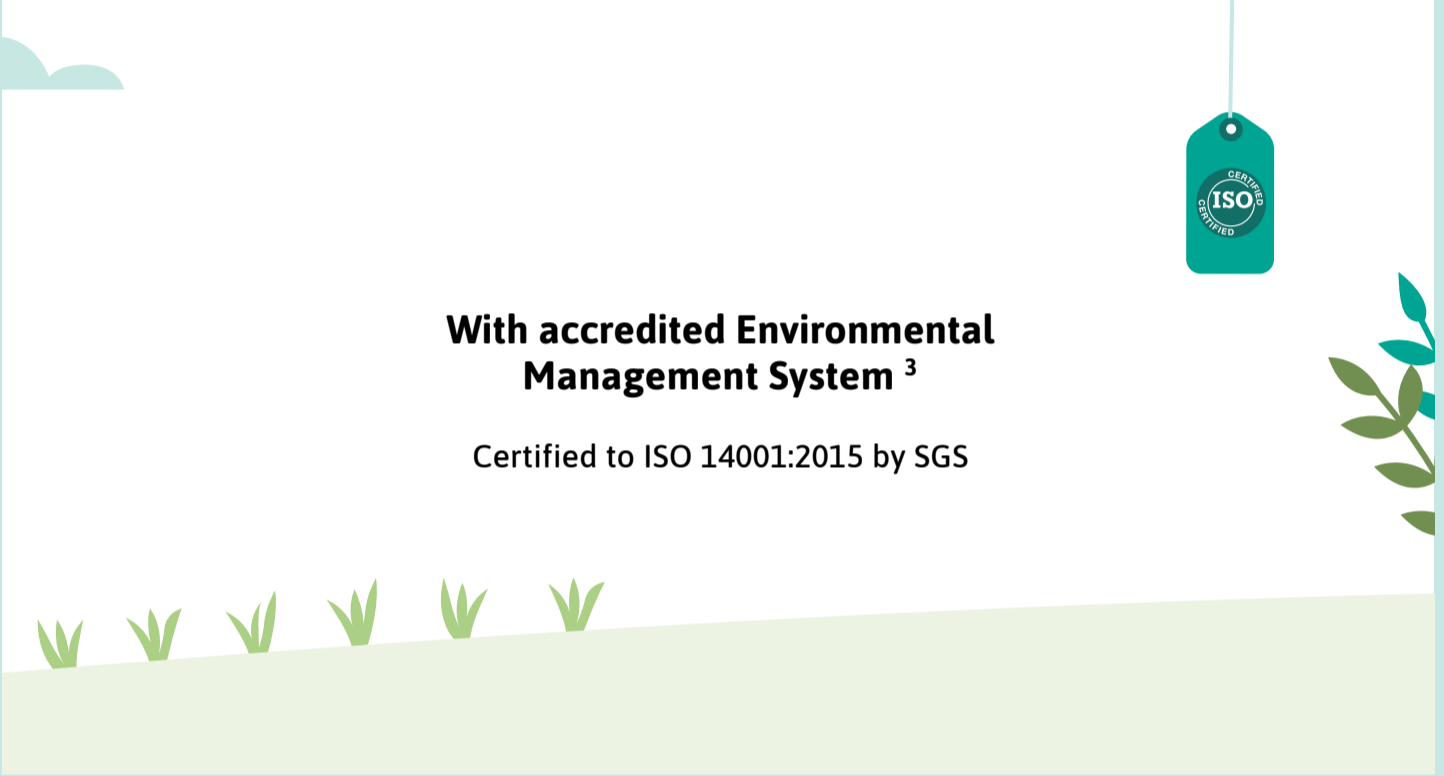 CERTIFIED
ISO
CERTIFIED
With accredited Environmental
Management System ³
Certified to ISO 14001:2015 by SGS